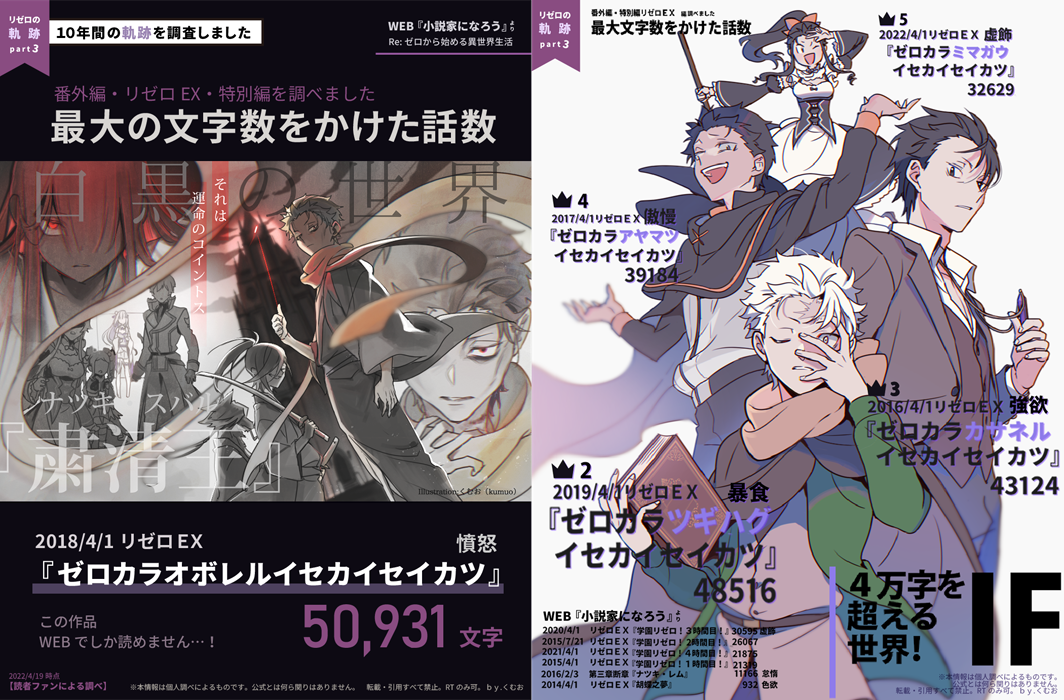 リゼロの
軌跡
part3
10年間の軌跡を調査しました
WEB『小説家になろう』より
Re: ゼロから始める異世界生活
番外編・リゼロEX・特別編を調べました
最大の文字数をかけた話数
白黒の世界
それは
運命のコイントス
ナツキ スバル
『粛清王』
Illustration:くむお（kumuo）
2018/4/1 リゼロEX
憤怒
『ゼロカラオボレルイセカイセイカツ』
この作品
WEBでしか読めません…！
50,931 文字
2022/4/19 時点
【読者ファンによる調べ】
※本情報は個人調べによるものです。公式とは何ら関りはありません。 転載・引用すべて禁止。RTのみ可。 by.くむお
リゼロの
軌跡
part3
番外編・特別編リゼロEX 編 調べました
最大文字数をかけた話数
5
2022/4/1リゼロEX 虚飾
『ゼロカラミマガウ
イセカイセイカツ』
32629
4
2017/4/1リゼロEX 傲慢
『ゼロカラアヤマツ
イセカイセイカツ』
39184
3
2016/4/1リゼロEX 強欲
『ゼロカラカサネル
イセカイセイカツ』
43124
2
2019/4/1リゼロEX 暴食
『ゼロカラツギハグ
イセカイセイカツ』
48516
4万字を
超える
世界!
IF
WEB『小説家になろう』より
2020/4/1 リゼロEX『学園リゼロ！3時間目！』30595 虚飾
2015/7/21 リゼロEX『学園リゼロ！2時間目！』26067
2021/4/1 リゼロEX『学園リゼロ！4時間目！』21875
2015/4/1 リゼロEX『学園リゼロ！1時間目！』21319
2016/2/3 第三章断章『ナツキ・レム』 11166 怠惰
2014/4/1 リゼロEX『胡蝶之夢』 932 色欲
※本情報は個人調べによるものです。
公式とは何ら関りはありません。
転載・引用すべて禁止。RTのみ可。by.くむお